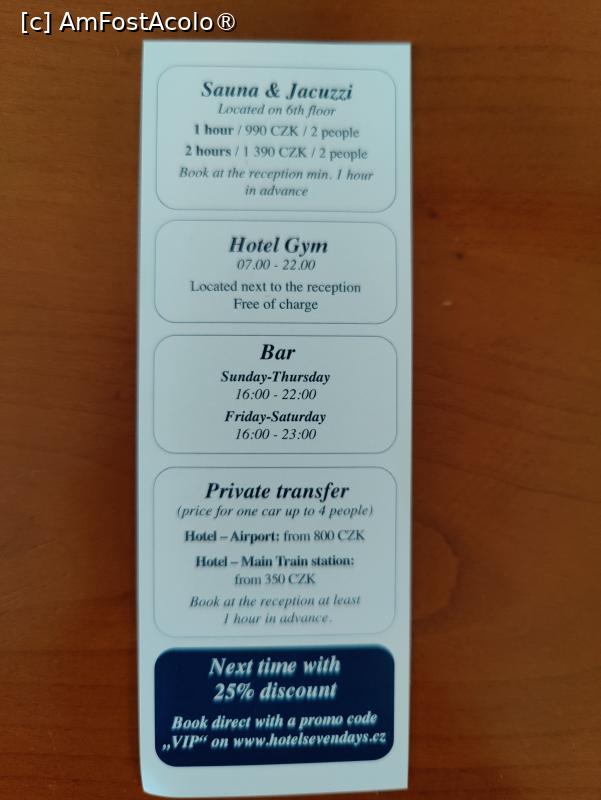 [c] AmFostAcolo®
Sauna & Jacuzzi
Located on 6th floor
1 hour / 990 CZK / 2 people
2 hours / 1 390 CZK / 2 people
Book at the reception min. 1 hour
in advance
Hotel Gym
07.00 - 22.00
Located next to the reception
Free of charge
Bar
Sunday-Thursday
16:00 - 22:00
Friday-Saturday
16:00 - 23:00
Private transfer
(price for one car up to 4 people)
Hotel – Airport: from 800 CZK
Hotel – Main Train station:
from 350 CZK
Book at the reception at least
1 hour in advance.
Next time with
25% discount
Book direct with a promo code
„VIP“ on www.hotelsevendays.cz